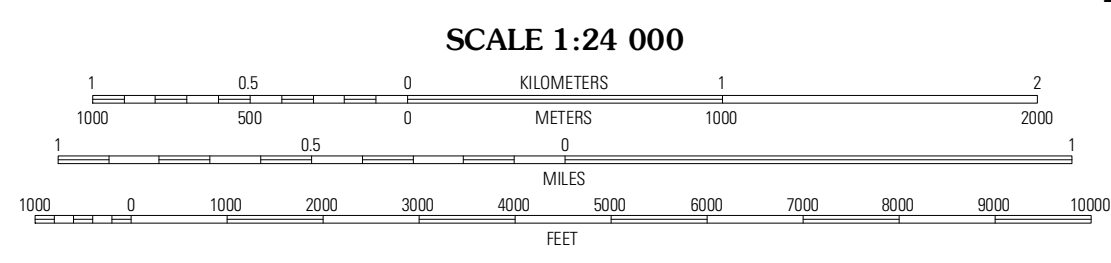 SCALE 1:24 000
1 0.5 0 KILOMETERS 1 2
1000 500 0 METERS 1000 2000
1 0.5 0 1
MILES
1000 0 1000 2000 3000 4000 5000 6000 7000 8000 9000 10000
FEET